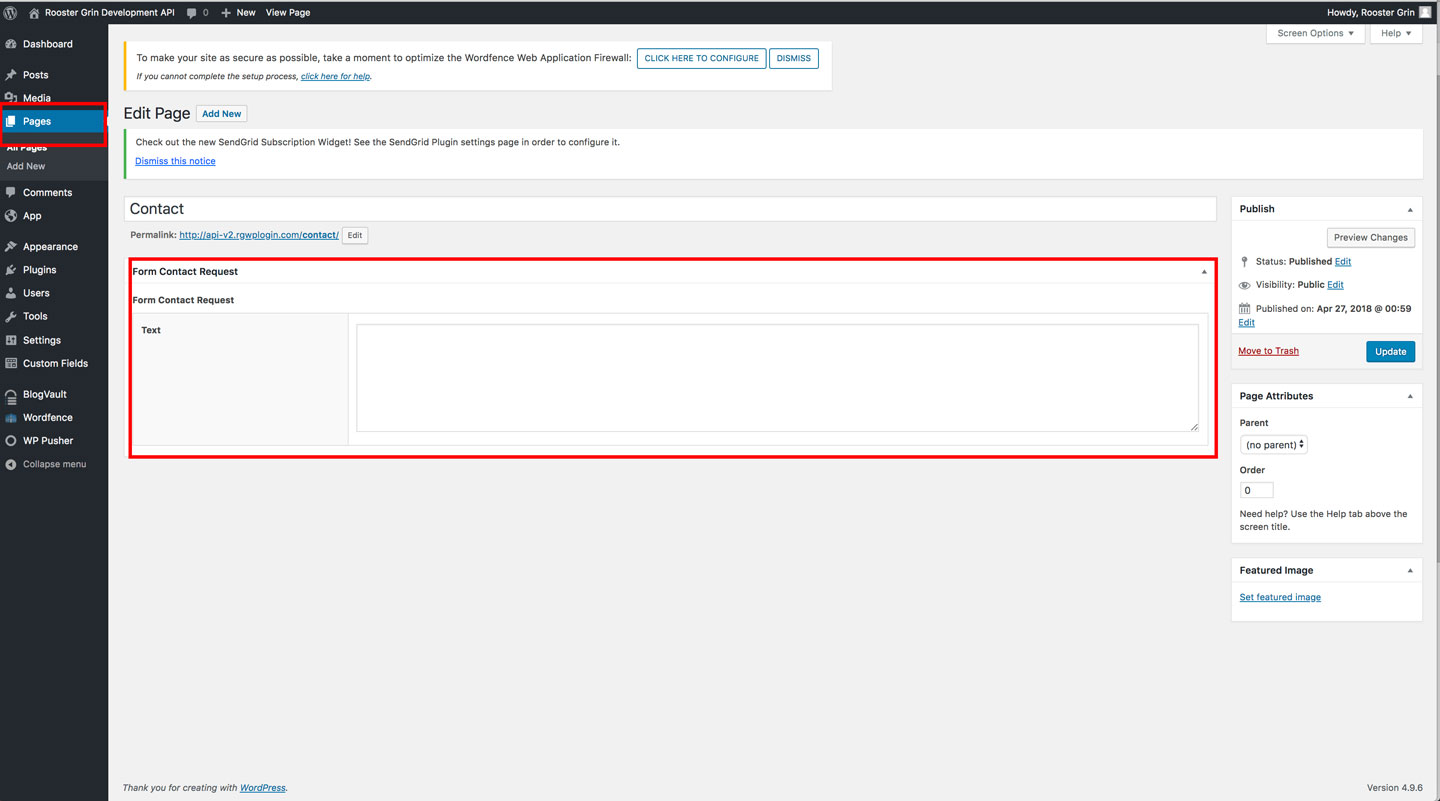 Rooster Grin Development API 0 New View Page Howdy, Rooster Grin
Screen Options Help
Dashboard
Posts
Media
Pages
All Pages
Add New
Comments
App
Appearance
Plugins
Users
Tools
Settings
Custom Fields
BlogVault
Wordfence
WP Pusher
Collapse menu
To make your site as secure as possible, take a moment to optimize the Wordfence Web Application Firewall: CLICK HERE TO CONFIGURE DISMISS
If you cannot complete the setup process, click here for help.
Edit Page Add New
Check out the new SendGrid Subscription Widget! See the SendGrid Plugin settings page in order to configure it.
Dismiss this notice
Contact
Permalink: http://api-v2.rgwplogin.com/contact/ Edit
Form Contact Request
Form Contact Request
Text
Publish
Preview Changes
Status: Published Edit
Visibility: Public Edit
Published on: Apr 27, 2018 @ 00:59
Edit
Move to Trash Update
Page Attributes
Parent
(no parent)
Order
0
Need help? Use the Help tab above the
screen title.
Featured Image
Set featured image
Thank you for creating with WordPress. Version 4.9.6